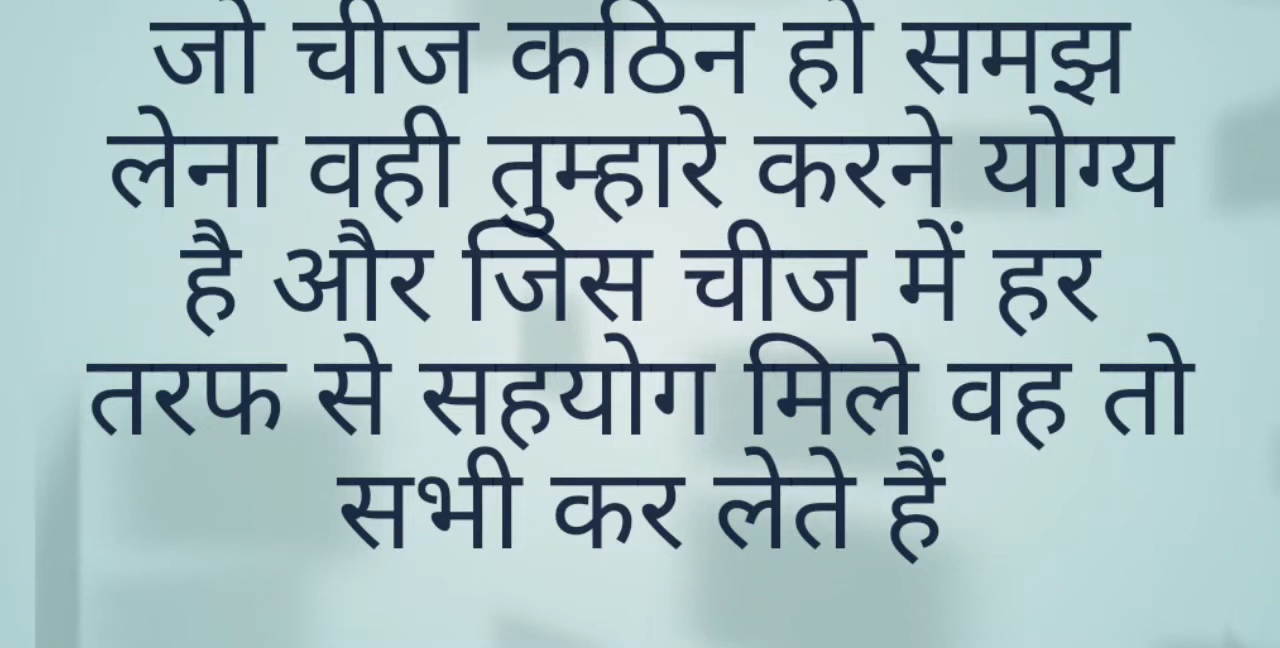 जो चीज कठिन हो समझ
लेना वही तुम्हारे करने योग्य
है और जिस चीज में हर
तरफ से सहयोग मिले वह तो
सभी कर लेते हैं